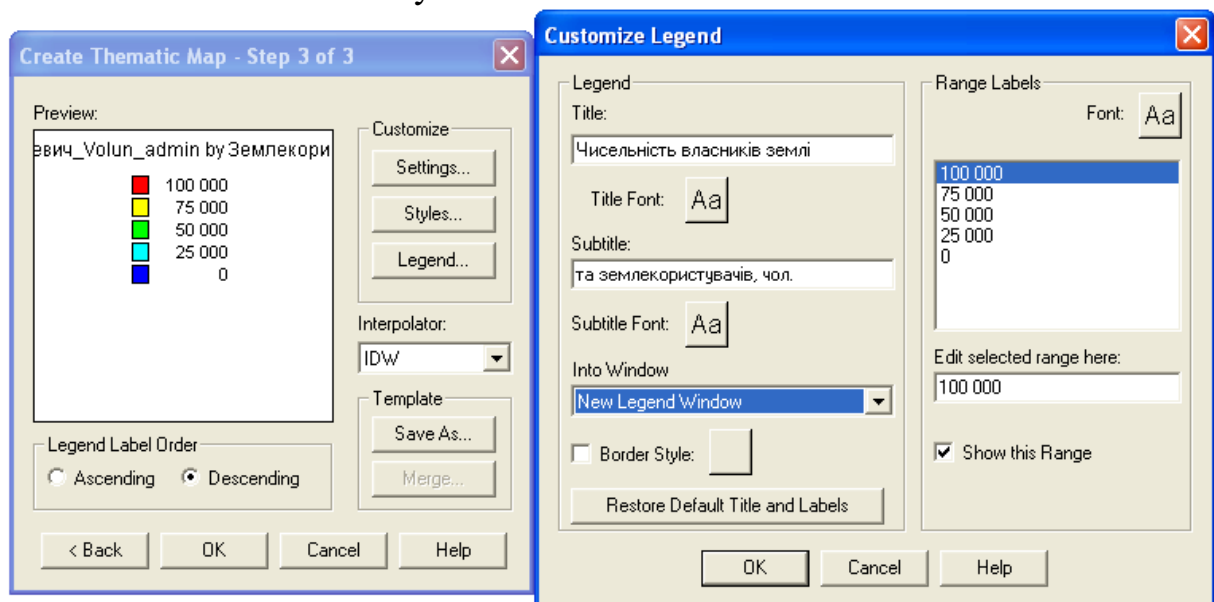 Create Thematic Map - Step 3 of 3
Preview:
евич_Volun_admin by Землекори
100 000
75 000
50 000
25 000
0
Legend Label Order
Ascending
Descending
Customize
Settings...
Styles...
Legend...
Interpolator:
IDW
Template
Save As...
Merge...
< Back
OK
Cancel
Help
Customize Legend
Legend
Title:
Чисельність власників землі
Title Font: Aa
Subtitle:
та землекористувачів, чол.
Subtitle Font: Aa
Into Window
New Legend Window
Border Style:
Restore Default Title and Labels
Range Labels
Font: Aa
100 000
75 000
50 000
25 000
0
Edit selected range here:
100 000
Show this Range
OK
Cancel
Help